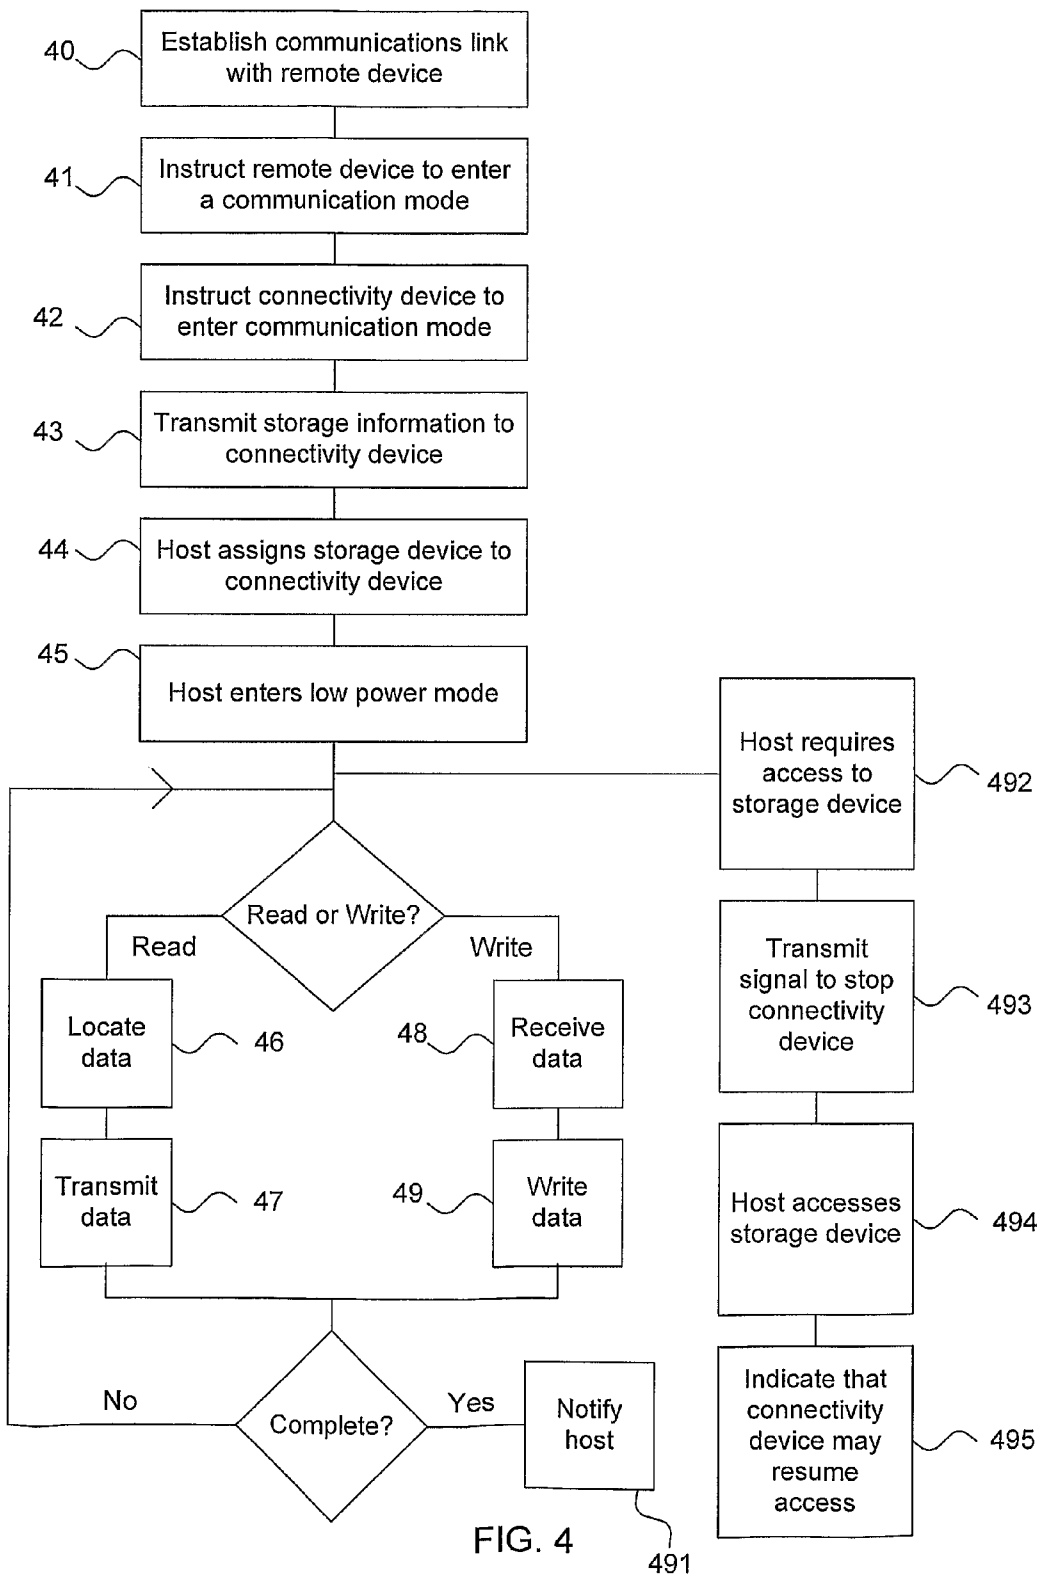 40
Establish communications link
with remote device
41
Instruct remote device to enter
a communication mode
42
Instruct connectivity device to
enter communication mode
43
Transmit storage information to
connectivity device
44
Host assigns storage device to
connectivity device
45
Host enters low power mode
Host requires
access to
storage device
492
Read or Write?
Read
Write
Locate
data
46
48
Receive
data
Transmit
signal to stop
connectivity
device
493
Transmit
data
47
49
Write
data
Host accesses
storage device
494
Complete?
No
Yes
Notify
host
491
Indicate that
connectivity
device may
resume
access
495
FIG. 4